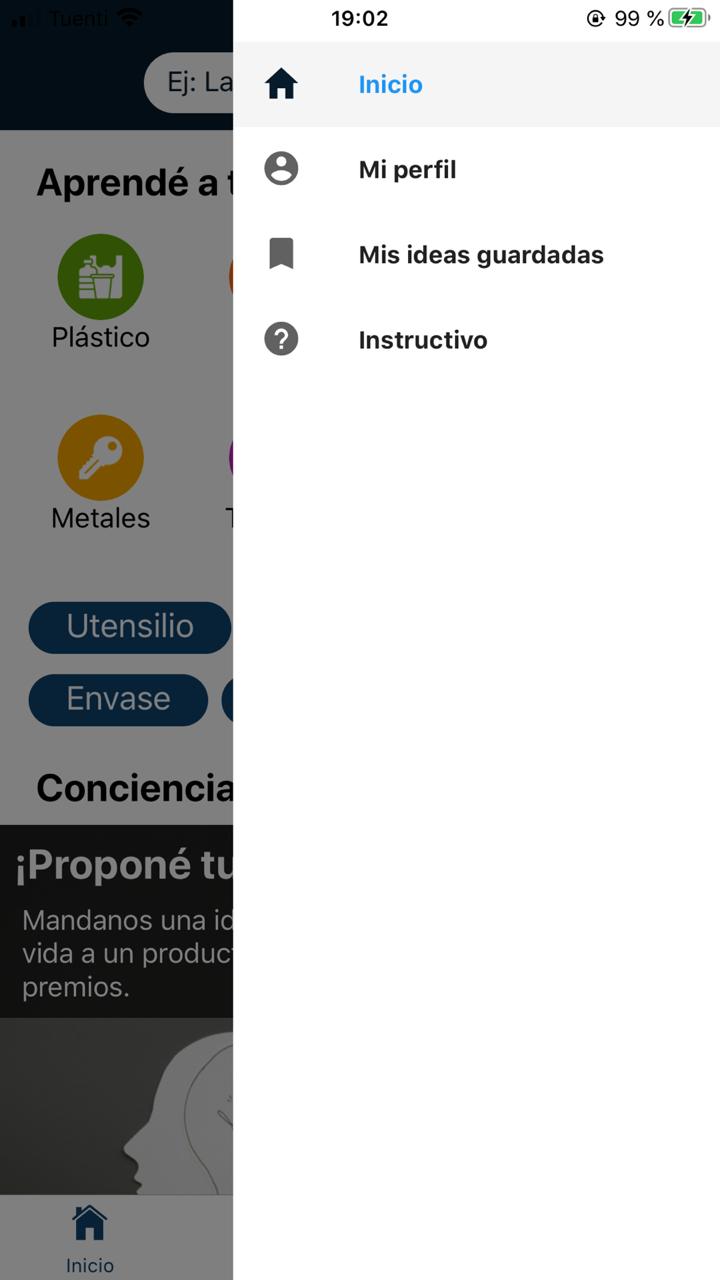 Tuenti
19:02
99 %
Ej: La
Inicio
Mi perfil
Mis ideas guardadas
Instructivo
Aprendé a t
Plástico
Metales
T
Utensilio
Envase
Conciencia
¡Proponé tu
Mandanos una id
vida a un produc
premios.
Inicio